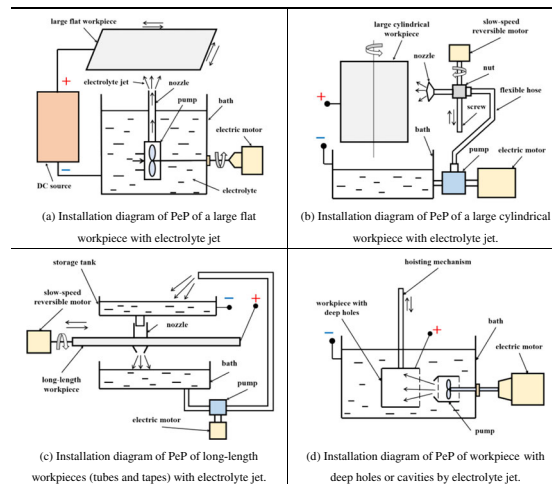 large flat workpiece
electrolyte jet
nozzle
pump
bath
electric motor
electrolyte
DC source
+
−
(a) Installation diagram of PeP of a large flat
workpiece with electrolyte jet
large cylindrical
workpiece
slow-speed
reversible motor
nozzle
nut
flexible hose
screw
bath
pump
electric motor
+
−
(b) Installation diagram of PeP of a large cylindrical
workpiece with electrolyte jet.
storage tank
slow-speed
reversible motor
nozzle
−
+
long-length
workpiece
bath
pump
electric motor
(c) Installation diagram of PeP of long-length
workpieces (tubes and tapes) with electrolyte jet.
hoisting mechanism
workpiece with
deep holes
−
+
bath
electric motor
pump
(d) Installation diagram of PeP of workpiece with
deep holes or cavities by electrolyte jet.